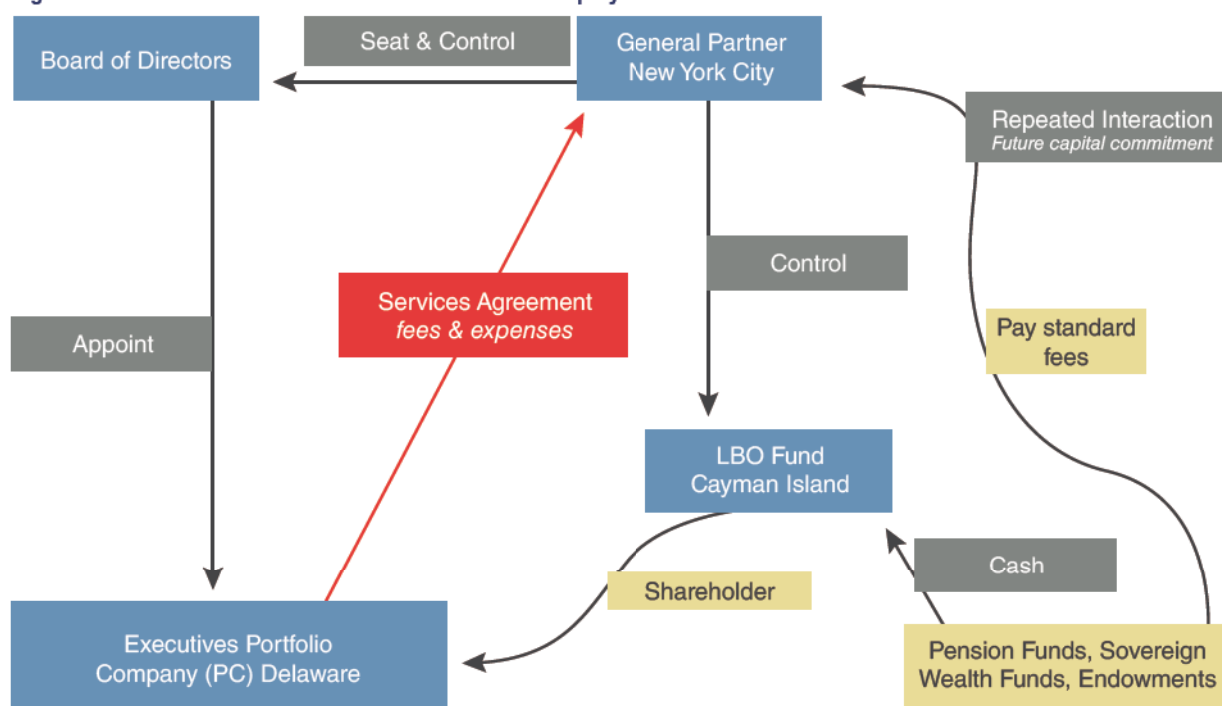 Board of Directors
Seat & Control
General Partner
New York City
Repeated Interaction
Future capital commitment
Control
Services Agreement
fees & expenses
Appoint
Pay standard
fees
LBO Fund
Cayman Island
Cash
Shareholder
Executives Portfolio
Company (PC) Delaware
Pension Funds, Sovereign
Wealth Funds, Endowments